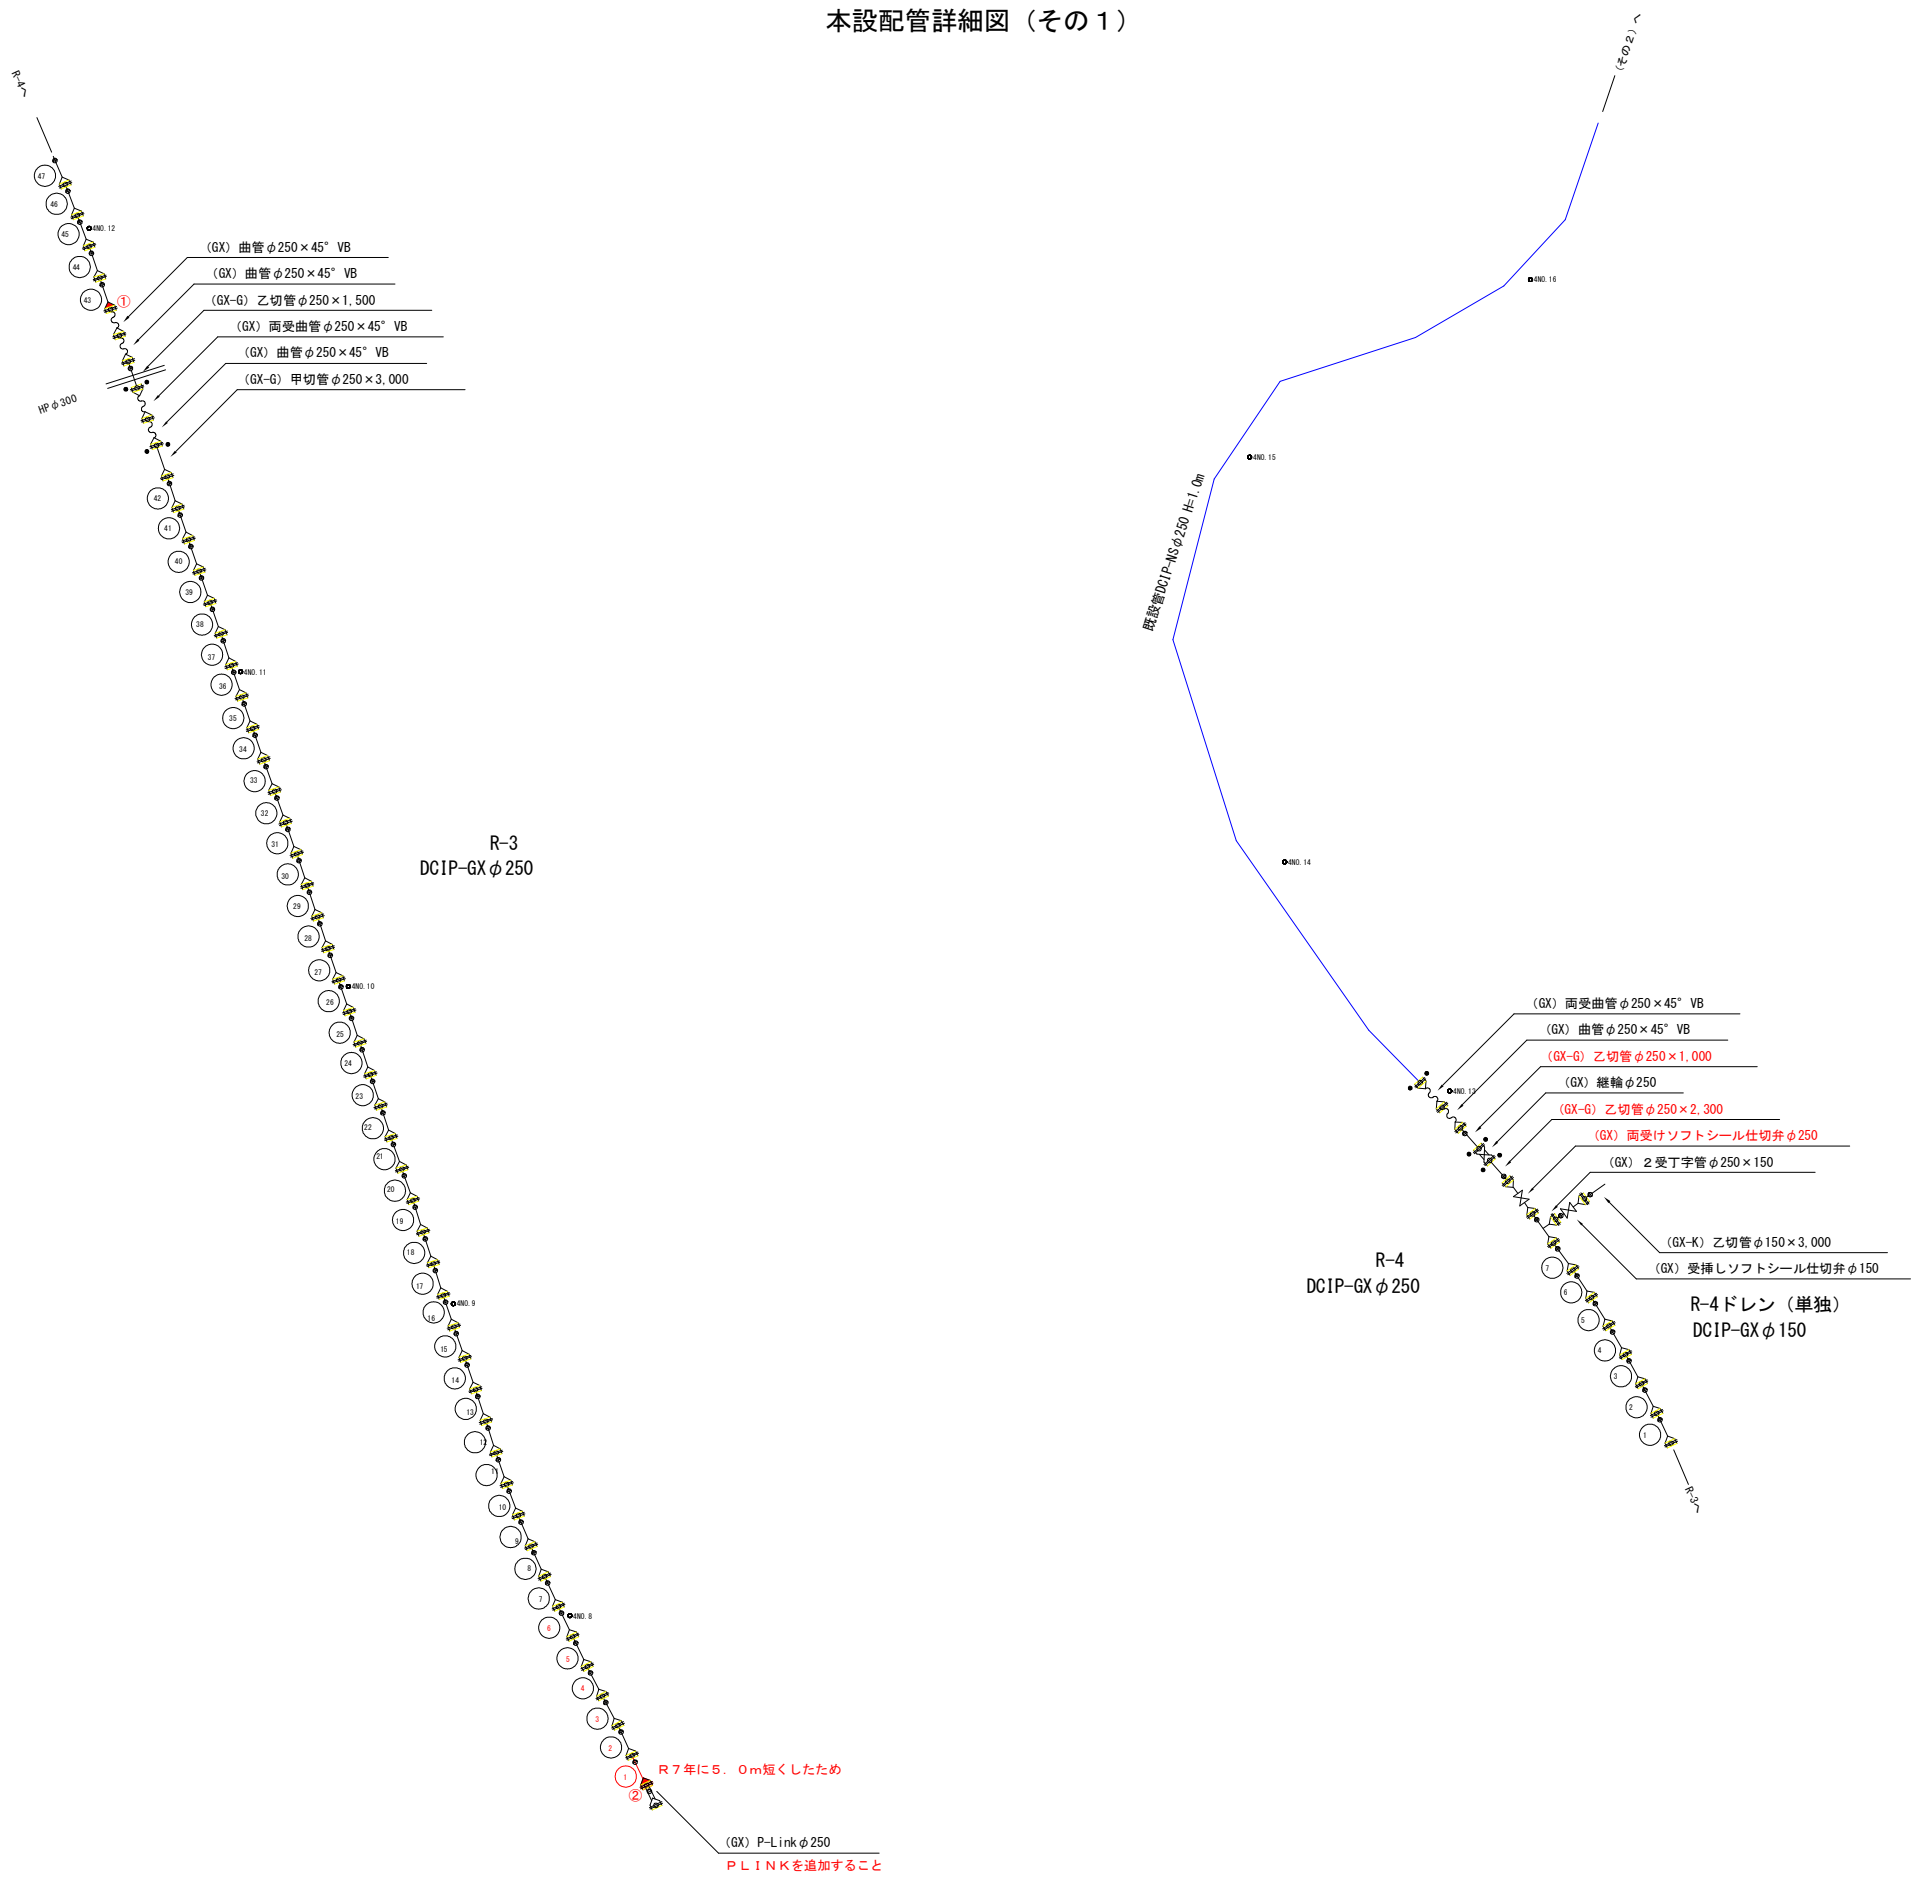 本設配管詳細図（その１）
R-4へ
47
46
45
4NO.12
44
43
①
(GX) 曲管φ250×45° VB
(GX) 曲管φ250×45° VB
(GX-G) 乙切管φ250×1,500
(GX) 両受曲管φ250×45° VB
(GX) 曲管φ250×45° VB
(GX-G) 甲切管φ250×3,000
HPφ300
42
41
40
39
38
37
4NO.11
36
35
34
33
32
31
30
29
28
27
4NO.10
26
25
24
23
22
21
20
19
18
17
4NO.9
16
15
14
13
12
11
10
9
8
7
4NO.8
6
5
4
3
2
1
②
R-3
DCIP-GXφ250
Ｒ７年に５．０ｍ短くしたため
(GX) P-Linkφ250
ＰＬＩＮＫを追加すること
(その２) へ
4NO.16
4NO.15
既設管DCIP-NSφ250 H=1.0m
4NO.14
4NO.13
(GX) 両受曲管φ250×45° VB
(GX) 曲管φ250×45° VB
(GX-G) 乙切管φ250×1,000
(GX) 継輪φ250
(GX-G) 乙切管φ250×2,300
(GX) 両受けソフトシール仕切弁φ250
(GX) ２受丁字管φ250×150
(GX-K) 乙切管φ150×3,000
(GX) 受挿しソフトシール仕切弁φ150
R-4
DCIP-GXφ250
R-4ドレン（単独）
DCIP-GXφ150
7
6
5
4
3
2
1
R-3へ